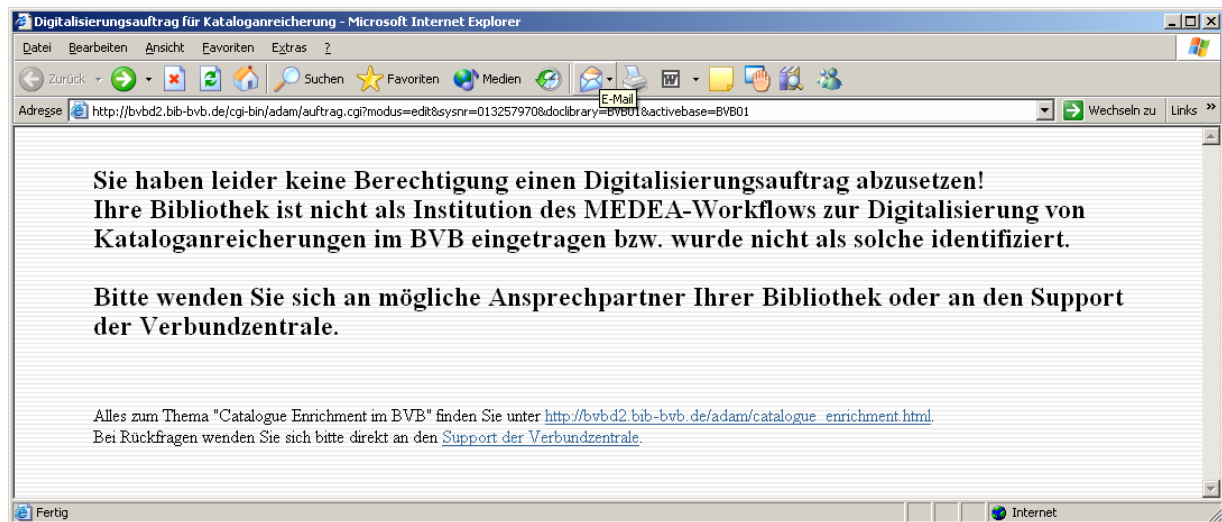 Digitalisierungsauftrag für Kataloganreicherung - Microsoft Internet Explorer
Datei Bearbeiten Ansicht Favoriten Extras ?
Zurück Suchen Favoriten Medien
E-Mail
Adresse http://bvbd2.bib-bvb.de/cgi-bin/adam/auftrag.cgi?modus=edit&sysnr=013257970&doclibrary=BVB01&activebase=BVB01 Wechseln zu Links »
Sie haben leider keine Berechtigung einen Digitalisierungsauftrag abzusetzen!
Ihre Bibliothek ist nicht als Institution des MEDEA-Workflows zur Digitalisierung von
Kataloganreicherungen im BVB eingetragen bzw. wurde nicht als solche identifiziert.
Bitte wenden Sie sich an mögliche Ansprechpartner Ihrer Bibliothek oder an den Support
der Verbundzentrale.
Alles zum Thema "Catalogue Enrichment im BVB" finden Sie unter http://bvbd2.bib-bvb.de/adam/catalogue_enrichment.html.
Bei Rückfragen wenden Sie sich bitte direkt an den Support der Verbundzentrale.
Fertig Internet